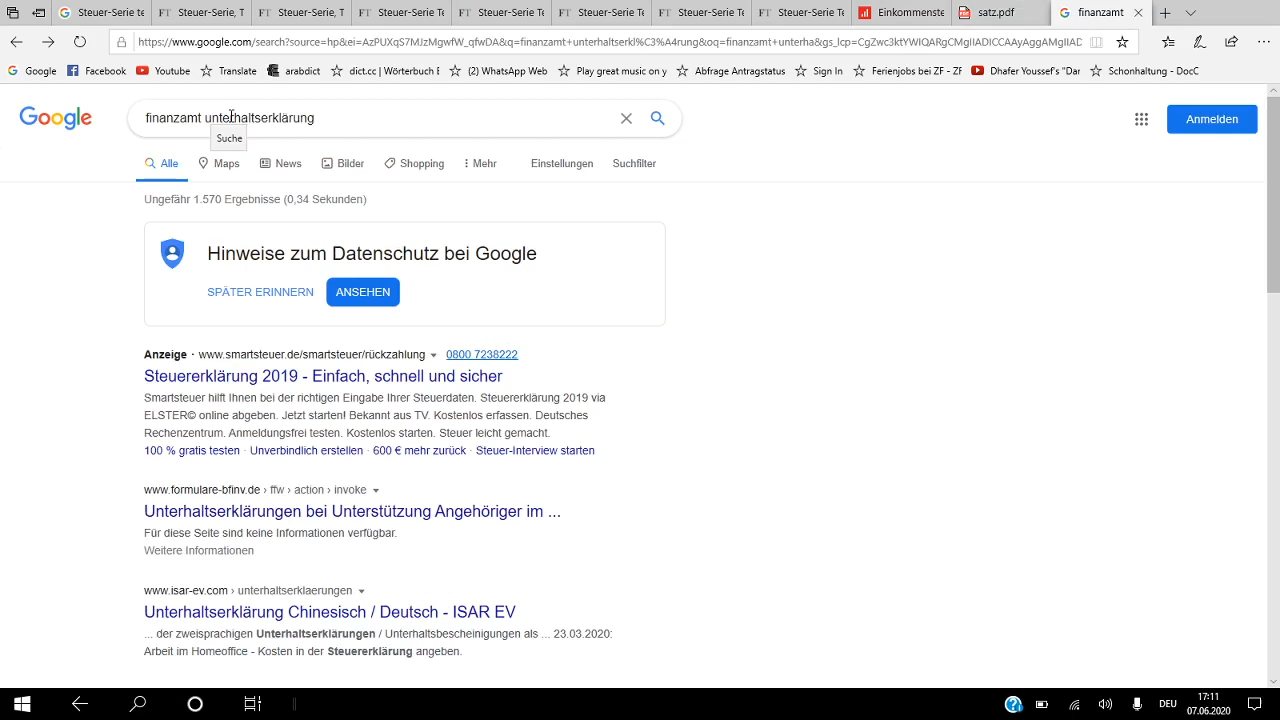 Steuer-Serie te
Steuer-Serie, T
Steuer-Serie, T
Steuer-Serie Te
Steuer-Serie Te
Steuer-Serie Te
Steuer-Serie Te
Steuer-Serie Te
Einkommenste
satz.pdf
finanzamt
https://www.google.com/search?source=hp&ei=AzPUXqS7MJzMgwfW_qfwDA&q=finanzamt+unterhaltserkl%C3%A4rung&oq=finanzamt+unterha&gs_lcp=CgZwc3ktYWIQARgCMgIIADICCAAyAggAMgIIAD
Google
Facebook
Youtube
Translate
arabdict
dict.cc | Wörterbuch E
(2) WhatsApp Web
Play great music on y
Abfrage Antragstatus
Sign In
Ferienjobs bei ZF - ZF
Dhafer Youssef's "Dan
Schonhaltung - DocC
Google
finanzamt unterhaltserklärung
Anmelden
Suche
Alle
Maps
News
Bilder
Shopping
Mehr
Einstellungen
Suchfilter
Ungefähr 1.570 Ergebnisse (0,34 Sekunden)
Hinweise zum Datenschutz bei Google
SPÄTER ERINNERN
ANSEHEN
Anzeige · www.smartsteuer.de/smartsteuer/rückzahlung 0800 7238222
Steuererklärung 2019 - Einfach, schnell und sicher
Smartsteuer hilft Ihnen bei der richtigen Eingabe Ihrer Steuerdaten. Steuererklärung 2019 via
ELSTER© online abgeben. Jetzt starten! Bekannt aus TV. Kostenlos erfassen. Deutsches
Rechenzentrum. Anmeldungsfrei testen. Kostenlos starten. Steuer leicht gemacht.
100 % gratis testen · Unverbindlich erstellen · 600 € mehr zurück · Steuer-Interview starten
www.formulare-bfinv.de › ffw › action › invoke
Unterhaltserklärungen bei Unterstützung Angehöriger im ...
Für diese Seite sind keine Informationen verfügbar.
Weitere Informationen
www.isar-ev.com › unterhaltserklaerungen
Unterhaltserklärung Chinesisch / Deutsch - ISAR EV
... der zweisprachigen Unterhaltserklärungen / Unterhaltsbescheinigungen als ... 23.03.2020:
Arbeit im Homeoffice - Kosten in der Steuererklärung angeben.
DEU
17:11
07.06.2020